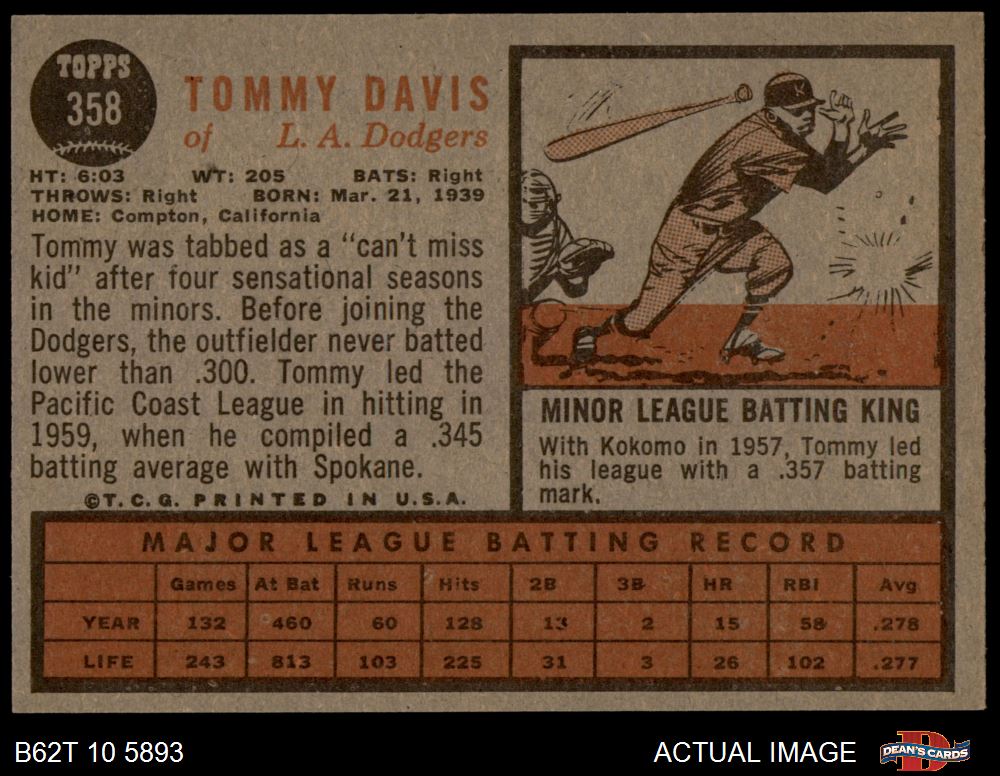 TOPPS
358
TOMMY DAVIS
of L. A. Dodgers
HT: 6:03 WT: 205 BATS: Right
THROWS: Right BORN: Mar. 21, 1939
HOME: Compton, California
Tommy was tabbed as a "can't miss
kid" after four sensational seasons
in the minors. Before joining the
Dodgers, the outfielder never batted
lower than .300. Tommy led the
Pacific Coast League in hitting in
1959, when he compiled a .345
batting average with Spokane.
©T.C.G. PRINTED IN U.S.A.
K
MINOR LEAGUE BATTING KING
With Kokomo in 1957, Tommy led
his league with a .357 batting
mark.
MAJOR LEAGUE BATTING RECORD
Games At Bat Runs Hits 2B 3B HR RBI Avg
YEAR 132 460 60 128 13 2 15 58 .278
LIFE 243 813 103 225 31 3 26 102 .277
B62T 10 5893
ACTUAL IMAGE
D
DEAN'S CARDS